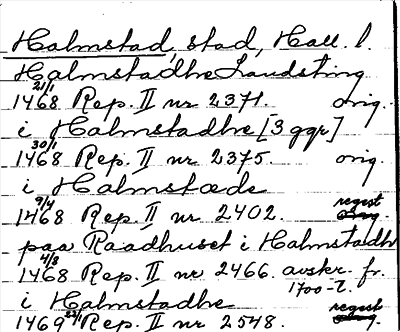 Halmstad, stad, Hall. l.
Halmstadhe Landsting
21/1
1468 Rep. II nr 2371. orig.
i Halmstadhe [3 ggr]
30/1
1468 Rep. II nr 2375. orig.
i Halmstæde
9/4
1468 Rep. II nr 2402. regest
paa Raadhuset i Halmstadh
4/8
1468 Rep. II nr 2466. avskr. fr.
1700-t.
i Halmstadhe
1469 Rep. II nr 2548. regest